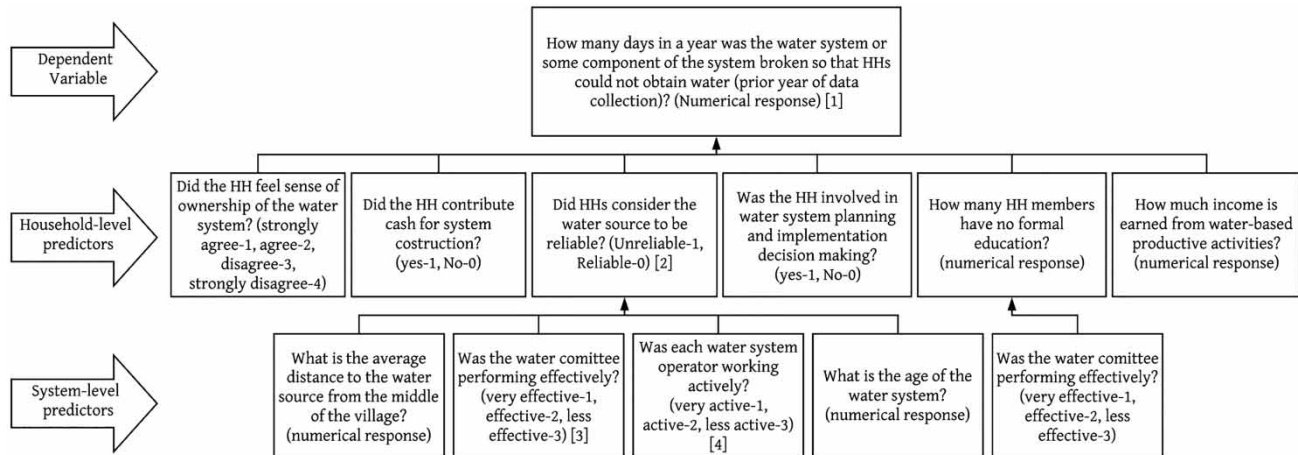 Dependent
Variable
How many days in a year was the water system or
some component of the system broken so that HHs
could not obtain water (prior year of data
collection)? (Numerical response) [1]
Household-level
predictors
Did the HH feel sense of
ownership of the water
system? (strongly
agree-1, agree-2,
disagree-3,
strongly disagree-4)
Did the HH contribute
cash for system
costruction?
(yes-1, No-0)
Did HHs consider the
water source to be
reliable? (Unreliable-1,
Reliable-0) [2]
Was the HH involved in
water system planning
and implementation
decision making?
(yes-1, No-0)
How many HH members
have no formal
education?
(numerical response)
How much income is
earned from water-based
productive activities?
(numerical response)
System-level
predictors
What is the average
distance to the water
source from the middle
of the village?
(numerical response)
Was the water comittee
performing effectively?
(very effective-1,
effective-2, less
effective-3) [3]
Was each water system
operator working
actively?
(very active-1,
active-2, less active-3)
[4]
What is the age of the
water system?
(numerical response)
Was the water comittee
performing effectively?
(very effective-1,
effective-2, less
effective-3)